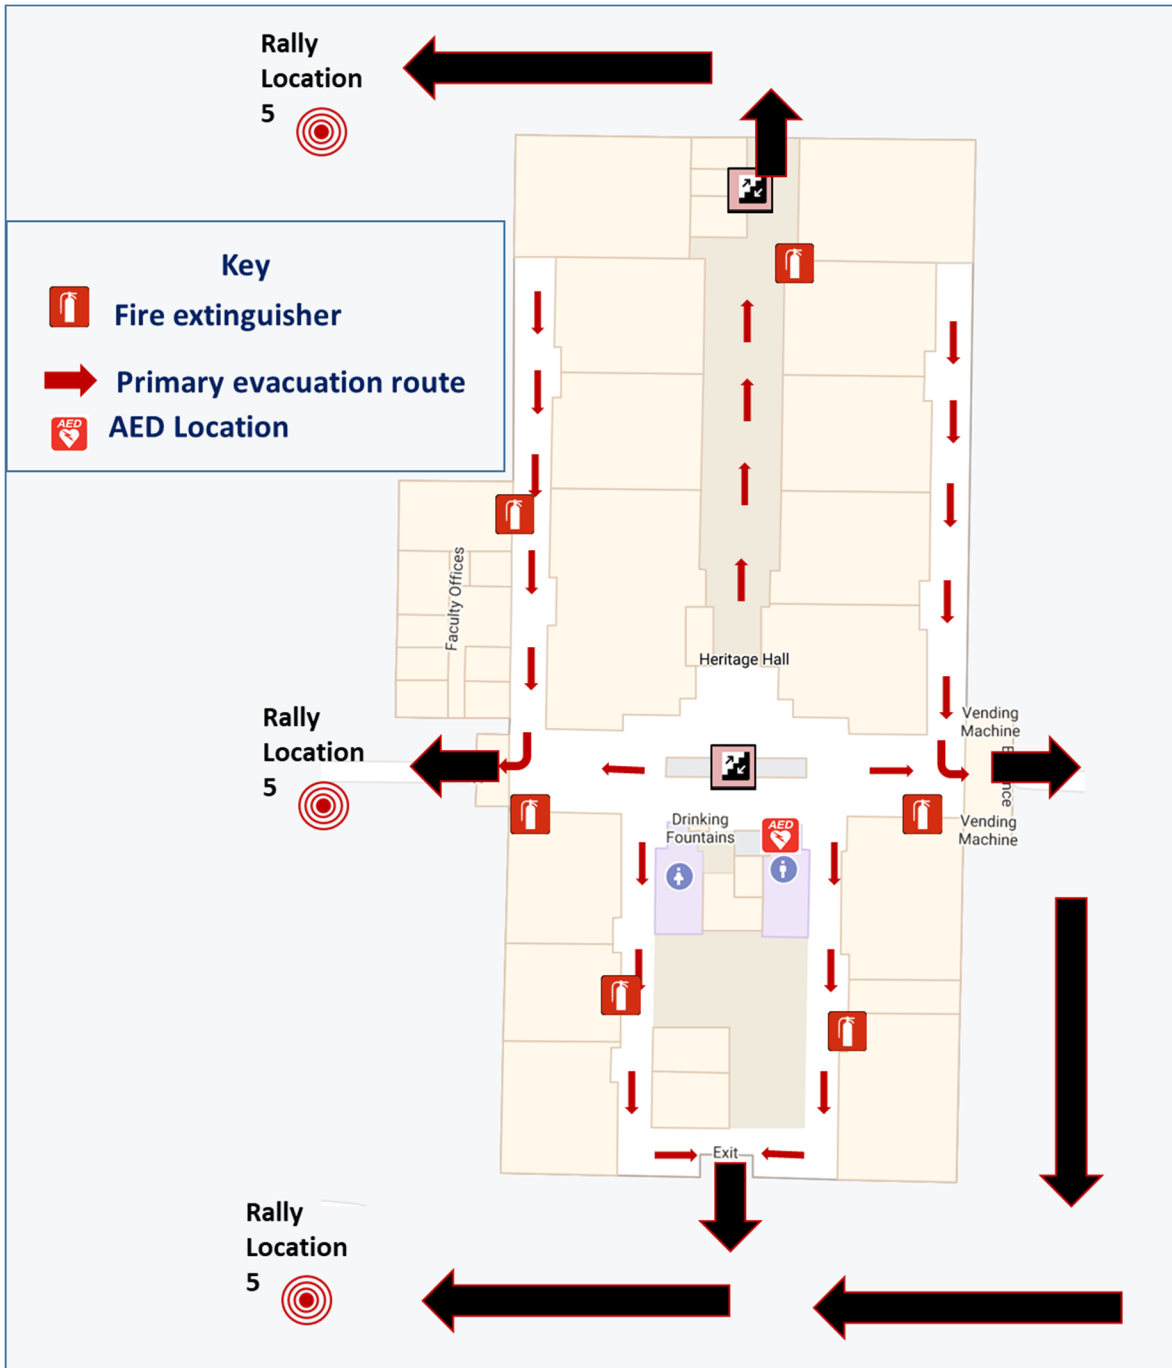 Rally
Location
5
Key
Fire extinguisher
Primary evacuation route
AED
AED Location
Faculty Offices
Heritage Hall
Rally
Location
5
Vending
Machine
Drinking
Fountains
AED
Vending
Machine
Exit
Rally
Location
5